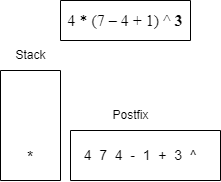 4 * (7 – 4 + 1) ^ 3
Stack
Postfix
*
4 7 4 - 1 + 3 ^